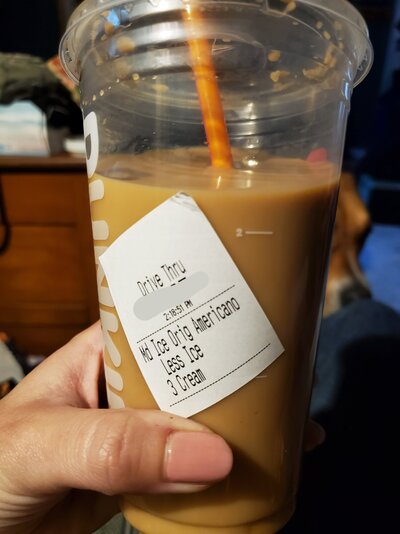 Drive Thru
2:18:51 PM
Md Ice Orig Americano
Less Ice
3 Cream
2